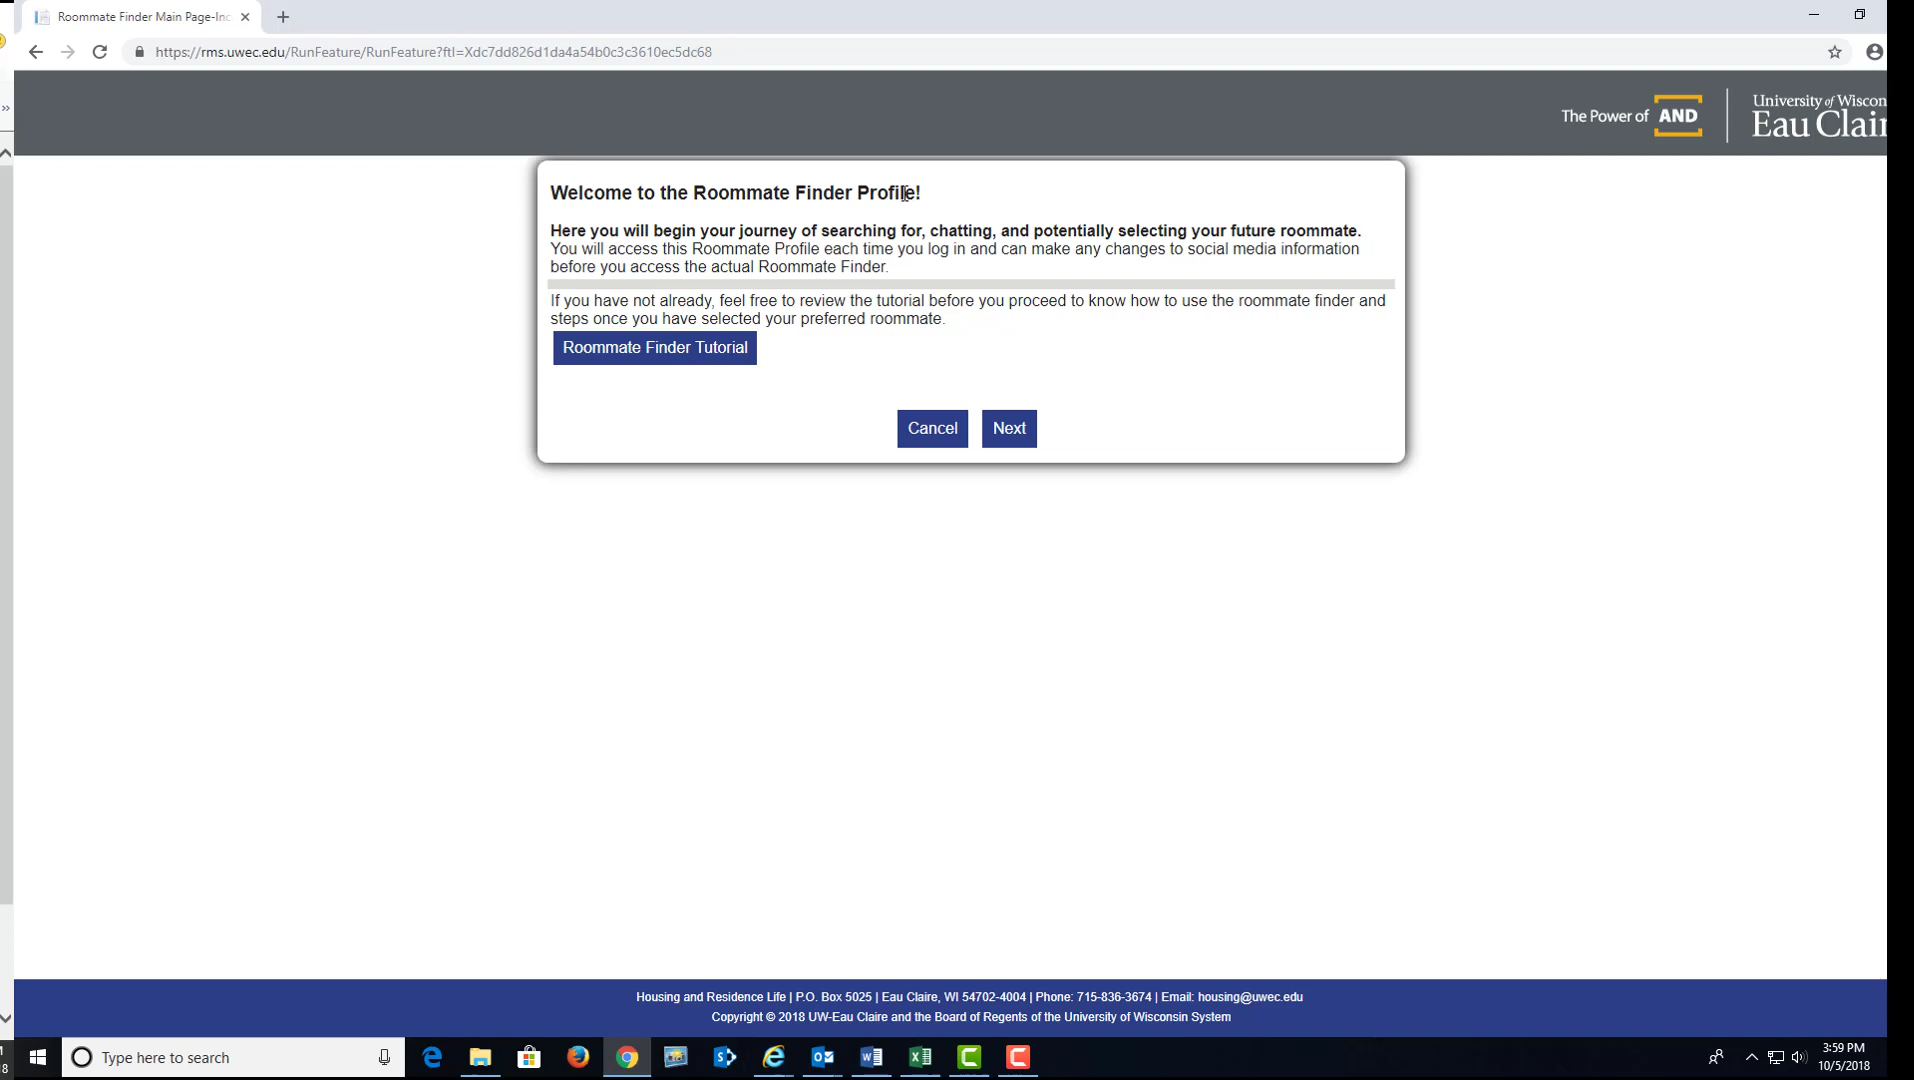 Roommate Finder Main Page-Inc
https://rms.uwec.edu/RunFeature/RunFeature?ftl=Xdc7dd826d1da4a54b0c3c3610ec5dc68
The Power of AND
University of Wiscon
Eau Clair
Welcome to the Roommate Finder Profile!
Here you will begin your journey of searching for, chatting, and potentially selecting your future roommate.
You will access this Roommate Profile each time you log in and can make any changes to social media information
before you access the actual Roommate Finder.
If you have not already, feel free to review the tutorial before you proceed to know how to use the roommate finder and
steps once you have selected your preferred roommate.
Roommate Finder Tutorial
Cancel Next
Housing and Residence Life | P.O. Box 5025 | Eau Claire, WI 54702-4004 | Phone: 715-836-3674 | Email: housing@uwec.edu
Copyright © 2018 UW-Eau Claire and the Board of Regents of the University of Wisconsin System
Type here to search
3:59 PM
10/5/2018